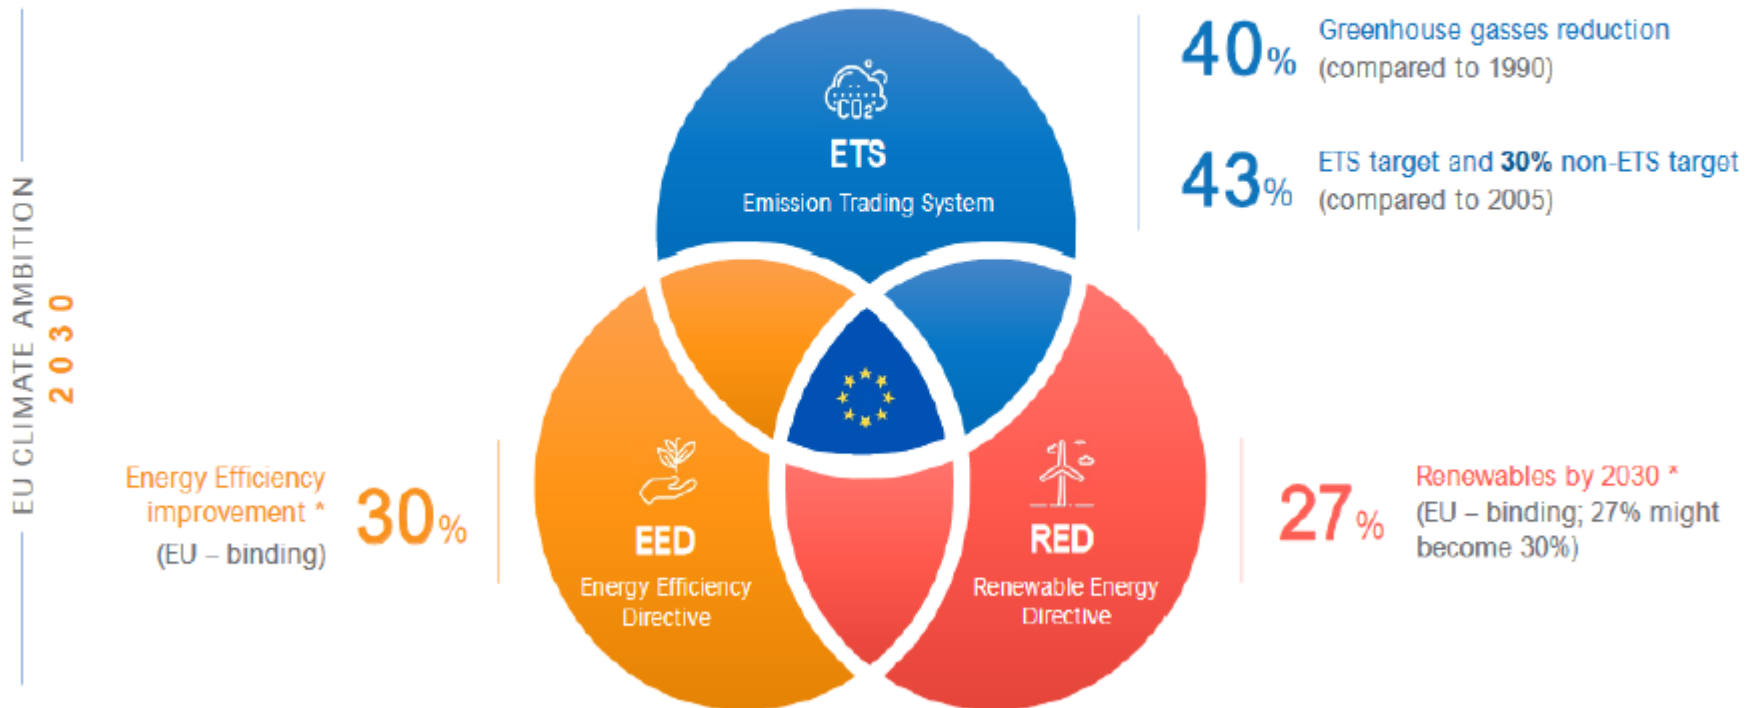 EU CLIMATE AMBITION
2030
CO2
ETS
Emission Trading System
40%
Greenhouse gasses reduction
(compared to 1990)
43%
ETS target and 30% non-ETS target
(compared to 2005)
Energy Efficiency
improvement *
(EU – binding)
30%
EED
Energy Efficiency
Directive
RED
Renewable Energy
Directive
27%
Renewables by 2030 *
(EU – binding; 27% might
become 30%)